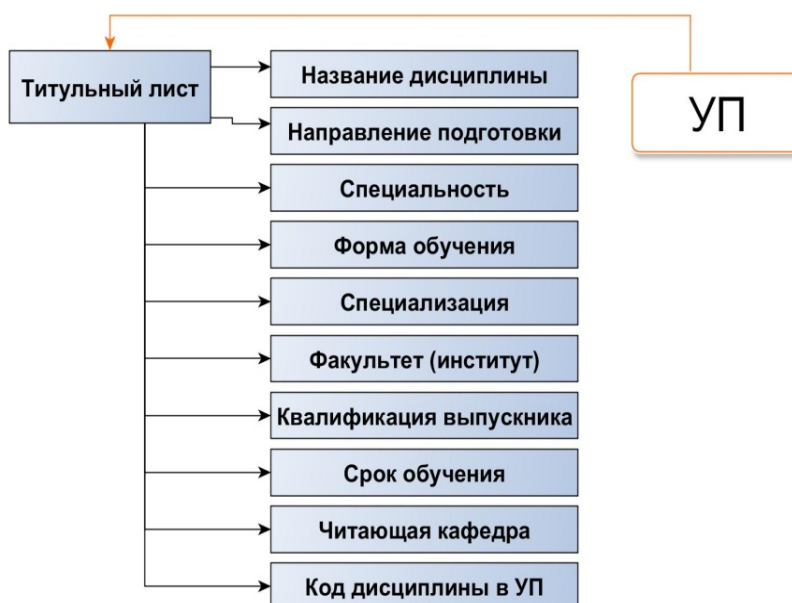 Титульный лист
Название дисциплины
УП
Направление подготовки
Специальность
Форма обучения
Специализация
Факультет (институт)
Квалификация выпускника
Срок обучения
Читающая кафедра
Код дисциплины в УП